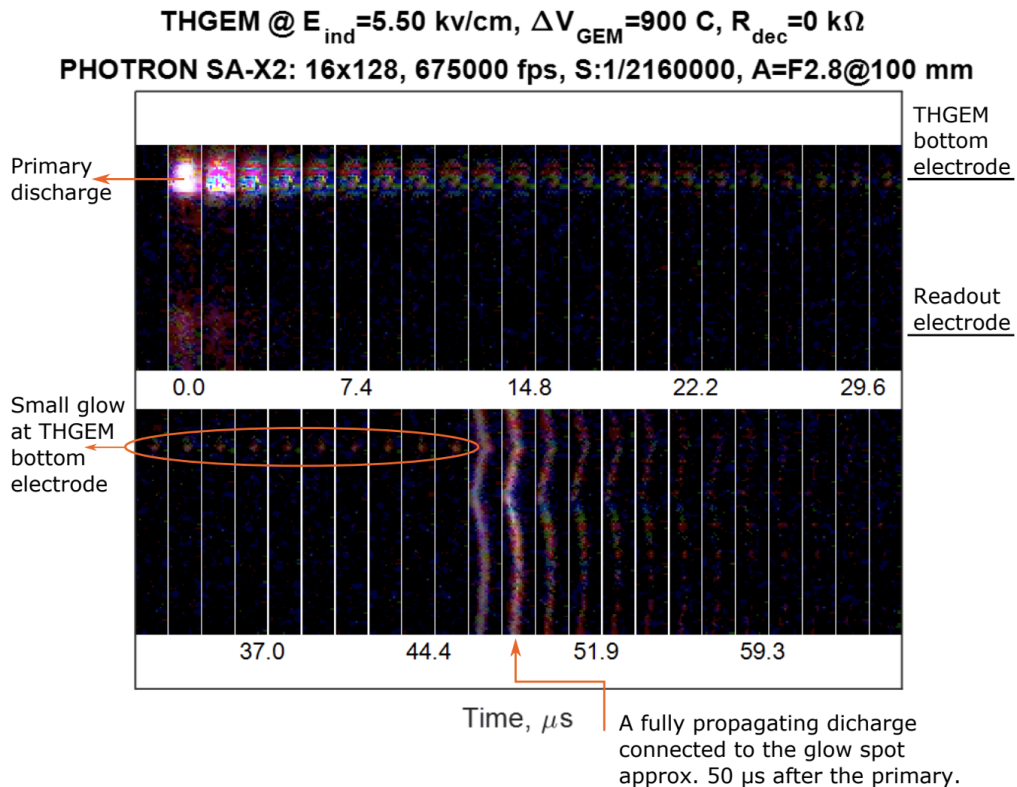 THGEM @ E_ind=5.50 kv/cm, ΔV_GEM=900 C, R_dec=0 kΩ
PHOTRON SA-X2: 16x128, 675000 fps, S:1/2160000, A=F2.8@100 mm
THGEM
bottom
electrode
Primary
discharge
Readout
electrode
0.0 7.4 14.8 22.2 29.6
Small glow
at THGEM
bottom
electrode
37.0 44.4 51.9 59.3
Time, μs
A fully propagating dicharge
connected to the glow spot
approx. 50 µs after the primary.